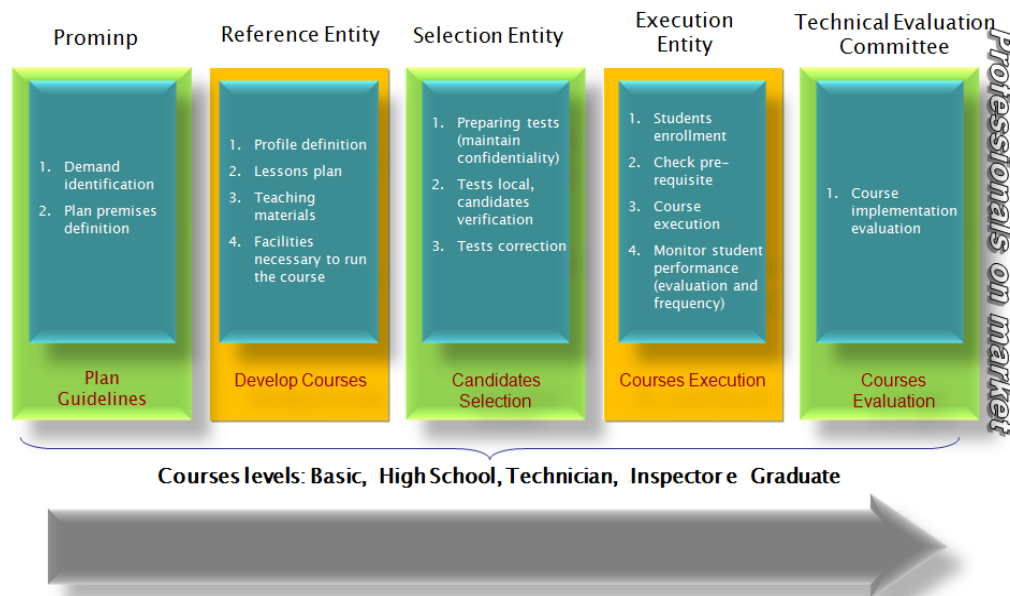 Prominp
1. Demand
identification
2. Plan premises
definition
Plan
Guidelines
Reference Entity
1. Profile definition
2. Lessons plan
3. Teaching
materials
4. Facilities
necessary to run
the course
Develop Courses
Selection Entity
1. Preparing tests
(maintain
confidentiality)
2. Tests local,
candidates
verification
3. Tests correction
Candidates
Selection
Execution
Entity
1. Students
enrollment
2. Check pre-
requisite
3. Course
execution
4. Monitor student
performance
(evaluation and
frequency)
Courses Execution
Technical Evaluation
Committee
1. Course
implementation
evaluation
Courses
Evaluation
Professionals on market
Courses levels: Basic, High School, Technician, Inspector e Graduate